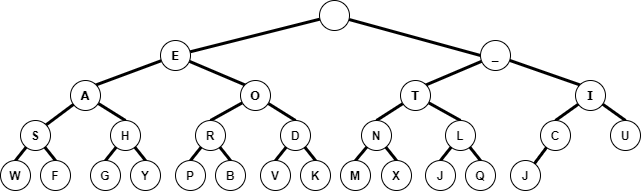 E _
A O T I
S H R D N L C U
W F G Y P B V K M X J Q J